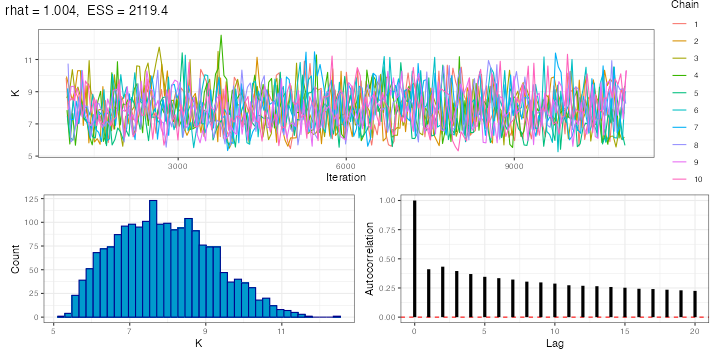 rhat = 1.004, ESS = 2119.4
Chain
1
2
3
4
5
6
7
8
9
10
K
11
9
7
5
3000 6000 9000
Iteration
Count
125
100
75
50
25
0
5 7 9 11
K
Autocorrelation
1.00
0.75
0.50
0.25
0.00
0 5 10 15 20
Lag